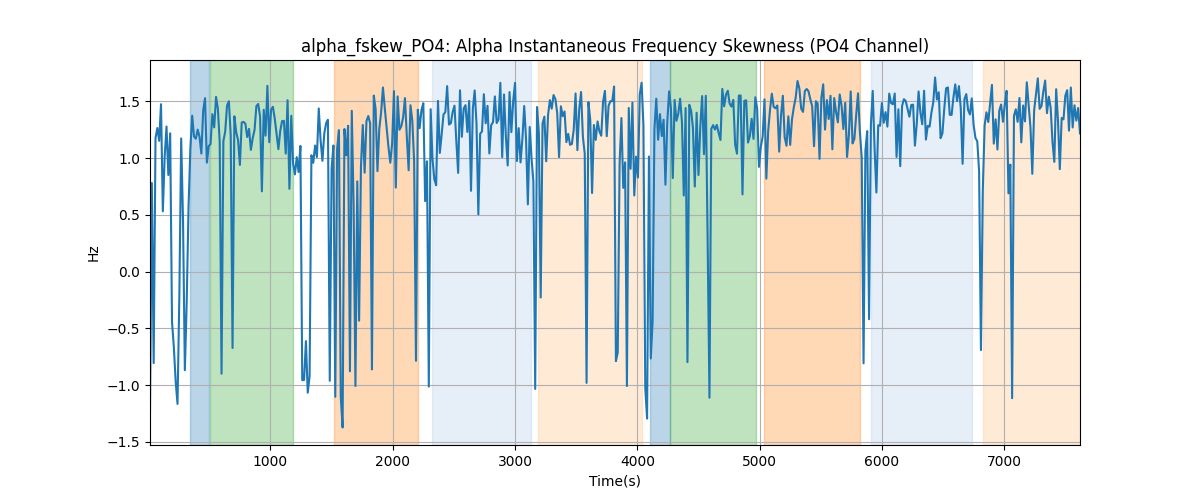 alpha_fskew_PO4: Alpha Instantaneous Frequency Skewness (PO4 Channel)
1.5
1.0
0.5
0.0
−0.5
−1.0
−1.5
Hz
1000 2000 3000 4000 5000 6000 7000
Time(s)